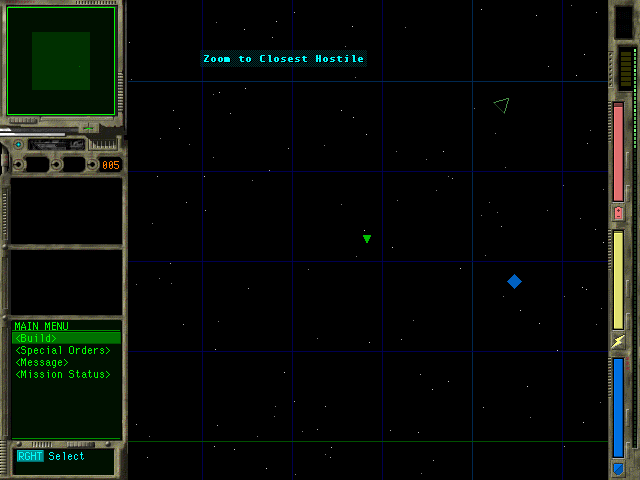 Zoom to Closest Hostile
005
MAIN MENU
<Build>
<Special Orders>
<Message>
<Mission Status>
RGHT Select